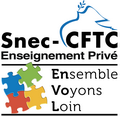 Snec-CFTC
Enseignement Privé
Ensemble
Voyons
Loin